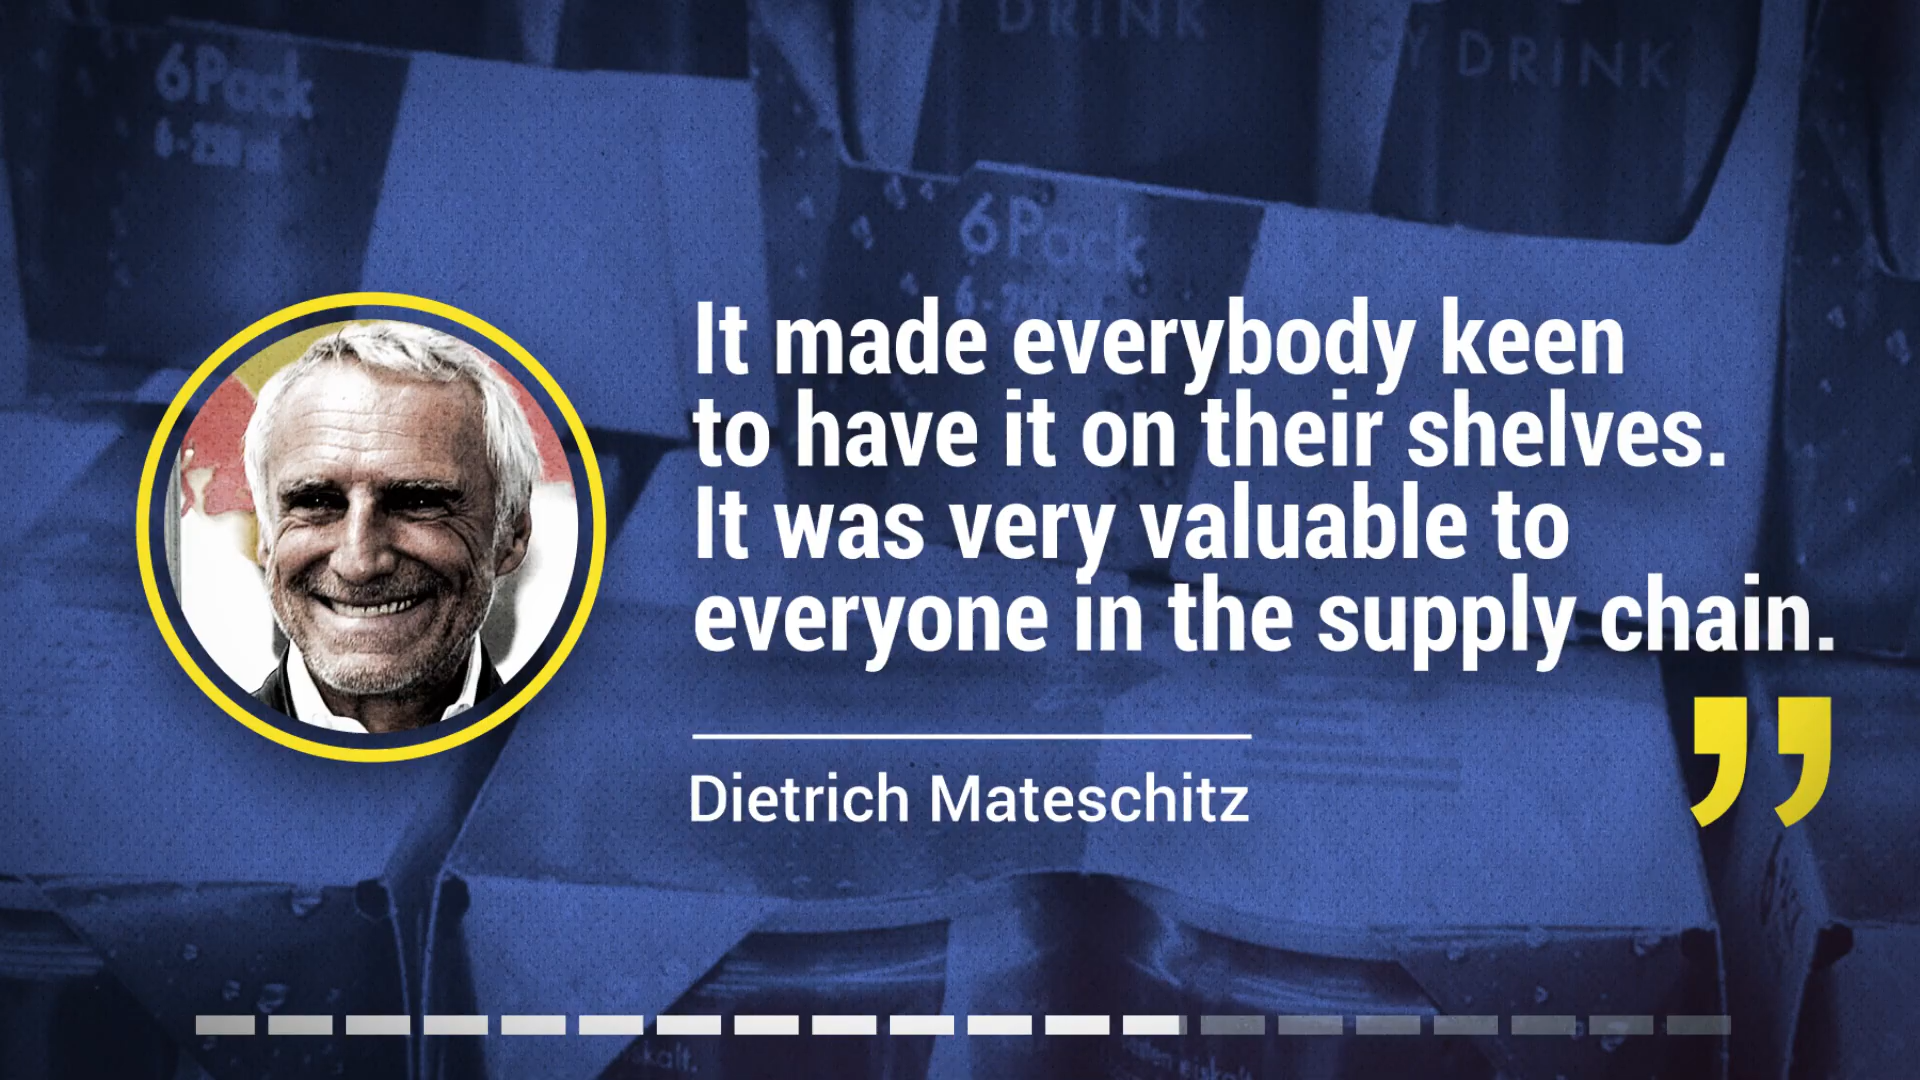 DRINK
DRINK
6Pack
6Pack
It made everybody keen
to have it on their shelves.
It was very valuable to
everyone in the supply chain.
”
Dietrich Mateschitz